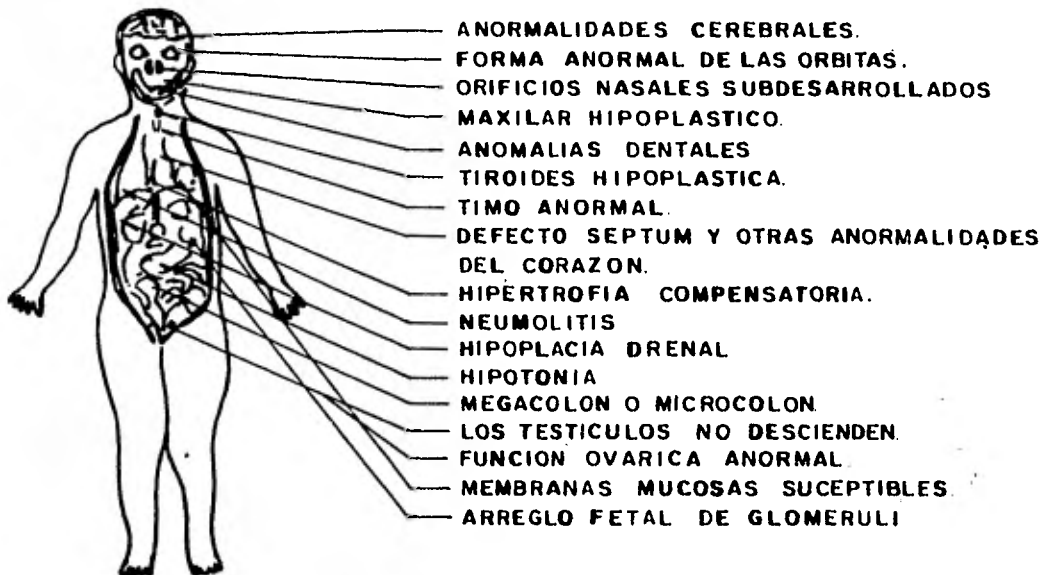 ANORMALIDADES CEREBRALES.
FORMA ANORMAL DE LAS ORBITAS.
ORIFICIOS NASALES SUBDESARROLLADOS
MAXILAR HIPOPLASTICO.
ANOMALIAS DENTALES
TIROIDES HIPOPLASTICA.
TIMO ANORMAL.
DEFECTO SEPTUM Y OTRAS ANORMALIDADES
DEL CORAZON.
HIPERTROFIA COMPENSATORIA.
NEUMOLITIS
HIPOPLACIA DRENAL
HIPOTONIA
MEGACOLON O MICROCOLON
LOS TESTICULOS NO DESCIENDEN.
FUNCION OVARICA ANORMAL
MEMBRANAS MUCOSAS SUCEPTIBLES
ARREGLO FETAL DE GLOMERULI